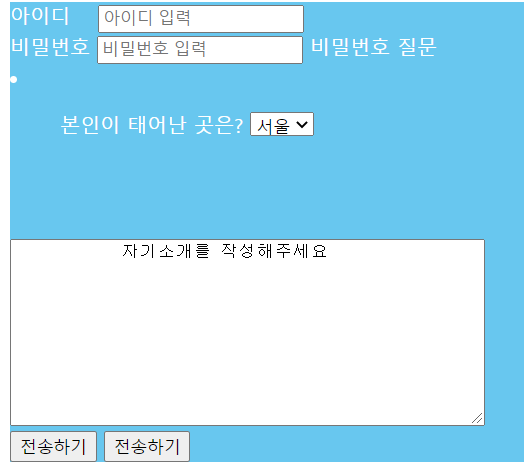 아이디 아이디 입력
비밀번호 비밀번호 입력 비밀번호 질문
본인이 태어난 곳은? 서울
자기소개를 작성해주세요
전송하기 전송하기